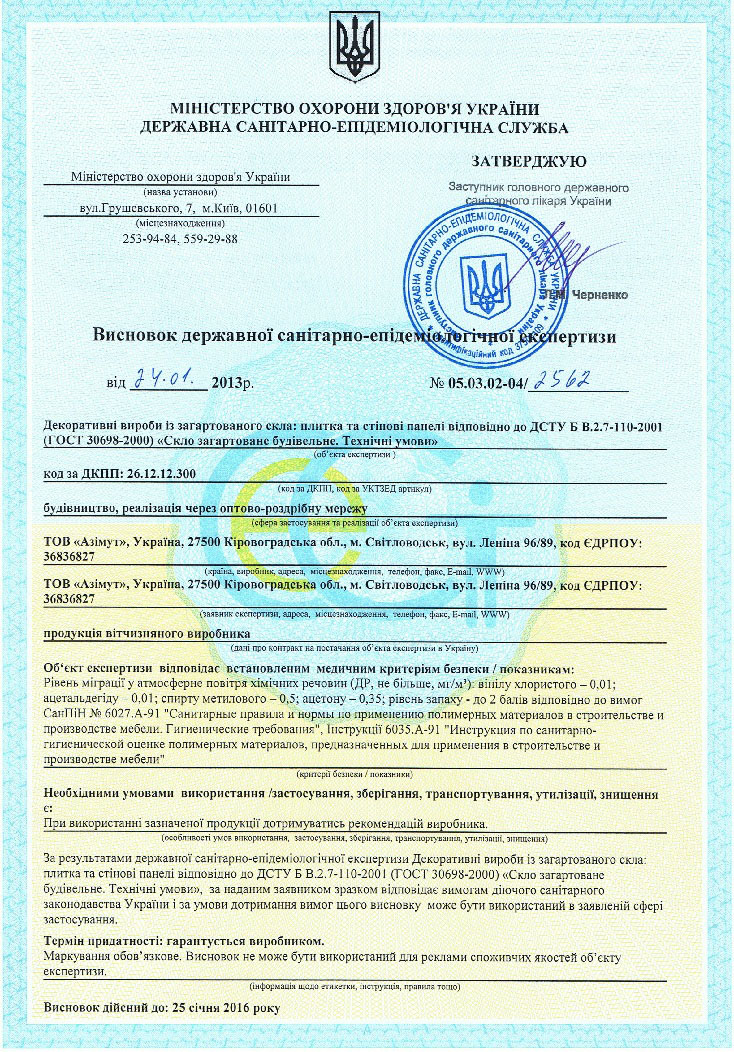 МІНІСТЕРСТВО ОХОРОНИ ЗДОРОВ'Я УКРАЇНИ
ДЕРЖАВНА САНІТАРНО-ЕПІДЕМІОЛОГІЧНА СЛУЖБА
Міністерство охорони здоров'я України
(назва установи)
вул.Грушевського, 7, м.Київ, 01601
(місцезнаходження)
253-94-84, 559-29-88
ЗАТВЕРДЖУЮ
Заступник головного державного
санітарного лікаря України
Черненко
ДЕРЖАВНА САНІТАРНО-ЕПІДЕМІОЛОГІЧНА СЛУЖБА УКРАЇНИ
Заступник головного державного санітарного лікаря України
Ідентифікаційний код
Висновок державної санітарно-епідеміологічної експертизи
від 24.01. 2013р.
№ 05.03.02-04/ 2562
Декоративні вироби із загартованого скла: плитка та стінові панелі відповідно до ДСТУ Б В.2.7-110-2001
(ГОСТ 30698-2000) «Скло загартоване будівельне. Технічні умови»
(об'єкта експертизи )
код за ДКПП: 26.12.12.300
(код за ДКПП, код за УКТЗЕД артикул)
будівництво, реалізація через оптово-роздрібну мережу
(сфера застосування та реалізації об'єкта експертизи)
ТОВ «Азімут», Україна, 27500 Кіровоградська обл., м. Світловодськ, вул. Леніна 96/89, код ЄДРПОУ:
36836827
(країна, виробник, адреса, місцезнаходження, телефон, факс, E-mail, WWW)
ТОВ «Азімут», Україна, 27500 Кіровоградська обл., м. Світловодськ, вул. Леніна 96/89, код ЄДРПОУ:
36836827
(заявник експертизи, адреса, місцезнаходження, телефон, факс, E-mail, WWW)
продукція вітчизняного виробника
(дані про контракт на постачання об'єкта експертизи в Україну)
Об'єкт експертизи відповідає встановленим медичним критеріям безпеки / показникам:
Рівень міграції у атмосферне повітря хімічних речовин (ДР, не більше, мг/м³): вінілу хлористого – 0,01;
ацетальдегіду – 0,01; спирту метилового – 0,5; ацетону – 0,35; рівень запаху - до 2 балів відповідно до вимог
СанПіН № 6027.А-91 "Санитарные правила и нормы по применению полимерных материалов в строительстве и
производстве мебели. Гигиенические требования", Інструкції 6035.А-91 "Инструкция по санитарно-
гигиенической оценке полимерных материалов, предназначенных для применения в строительстве и
производстве мебели"
(критерії безпеки / показники)
Необхідними умовами використання /застосування, зберігання, транспортування, утилізації, знищення
є:
При використанні зазначеної продукції дотримуватись рекомендацій виробника.
(особливості умов використання, застосування, зберігання, транспортування, утилізації, знищення)
За результатами державної санітарно-епідеміологічної експертизи Декоративні вироби із загартованого скла:
плитка та стінові панелі відповідно до ДСТУ Б В.2.7-110-2001 (ГОСТ 30698-2000) «Скло загартоване
будівельне. Технічні умови», за наданим заявником зразком відповідає вимогам діючого санітарного
законодавства України і за умови дотримання вимог цього висновку може бути використаний в заявленій сфері
застосування.
Термін придатності: гарантується виробником.
Маркування обов'язкове. Висновок не може бути використаний для реклами споживчих якостей об'єкту
експертизи.
(інформація щодо етикетки, інструкція, правила тощо)
Висновок дійсний до: 25 січня 2016 року